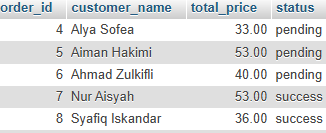 order_id customer_name total_price status
4 Alya Sofea 33.00 pending
5 Aiman Hakimi 53.00 pending
6 Ahmad Zulkifli 40.00 pending
7 Nur Aisyah 53.00 success
8 Syafiq Iskandar 36.00 success